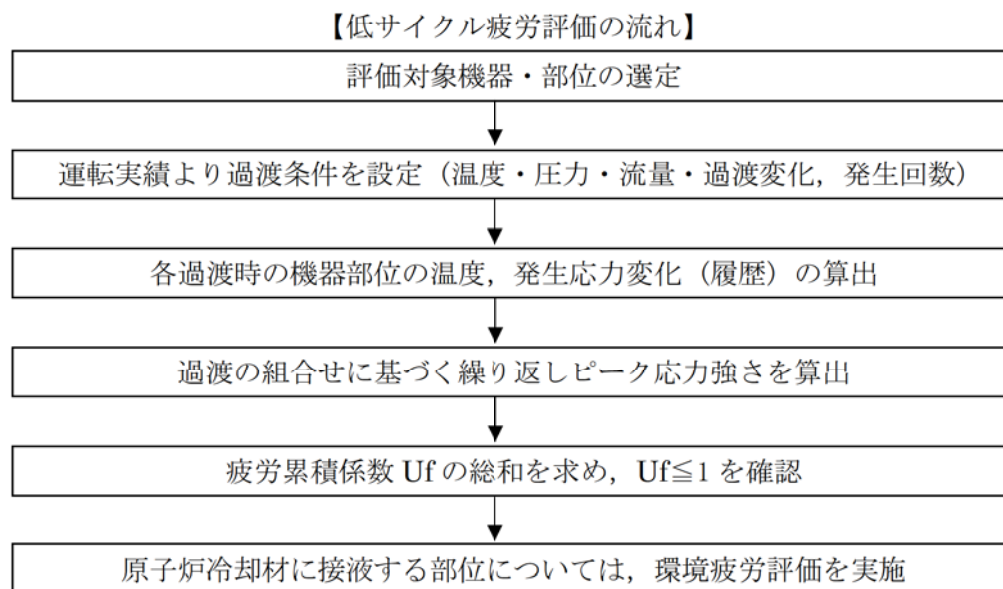 【低サイクル疲労評価の流れ】
評価対象機器・部位の選定
運転実績より過渡条件を設定（温度・圧力・流量・過渡変化，発生回数）
各過渡時の機器部位の温度，発生応力変化（履歴）の算出
過渡の組合せに基づく繰り返しピーク応力強さを算出
疲労累積係数 Uf の総和を求め，Uf≦1 を確認
原子炉冷却材に接液する部位については，環境疲労評価を実施